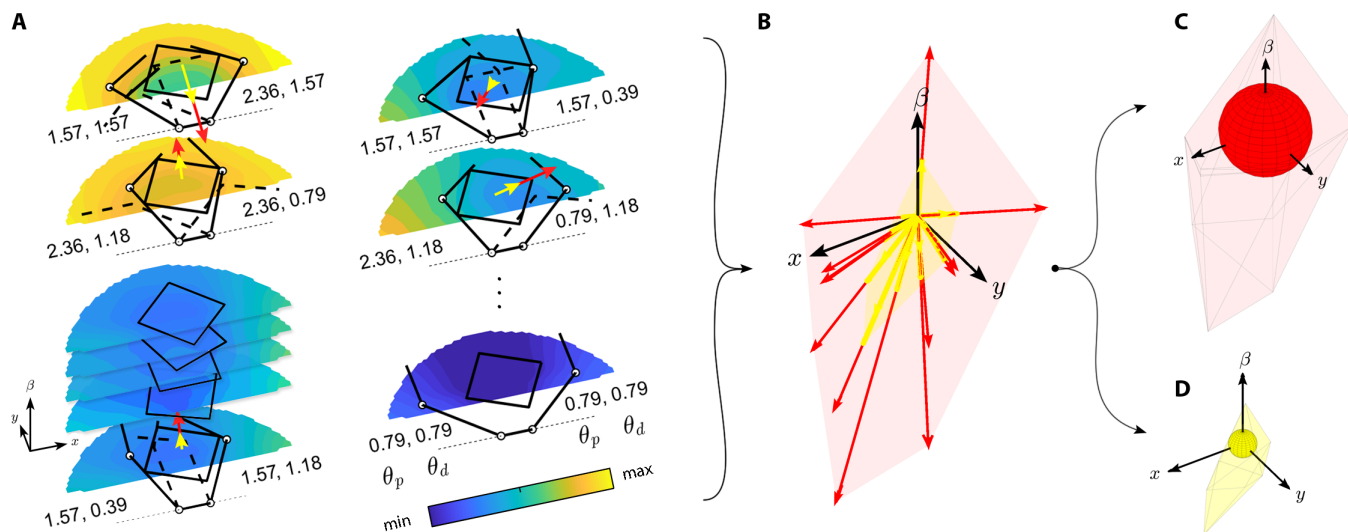 A
2.36, 1.57
1.57, 1.57
2.36, 0.79
2.36, 1.18
1.57, 0.39
1.57, 1.57
0.79, 1.18
2.36, 1.18
β
y
x
1.57, 1.18
1.57, 0.39
0.79, 0.79
θp θd
0.79, 0.79
θp θd
min
max
B
β
x
y
C
β
x
y
D
β
x
y